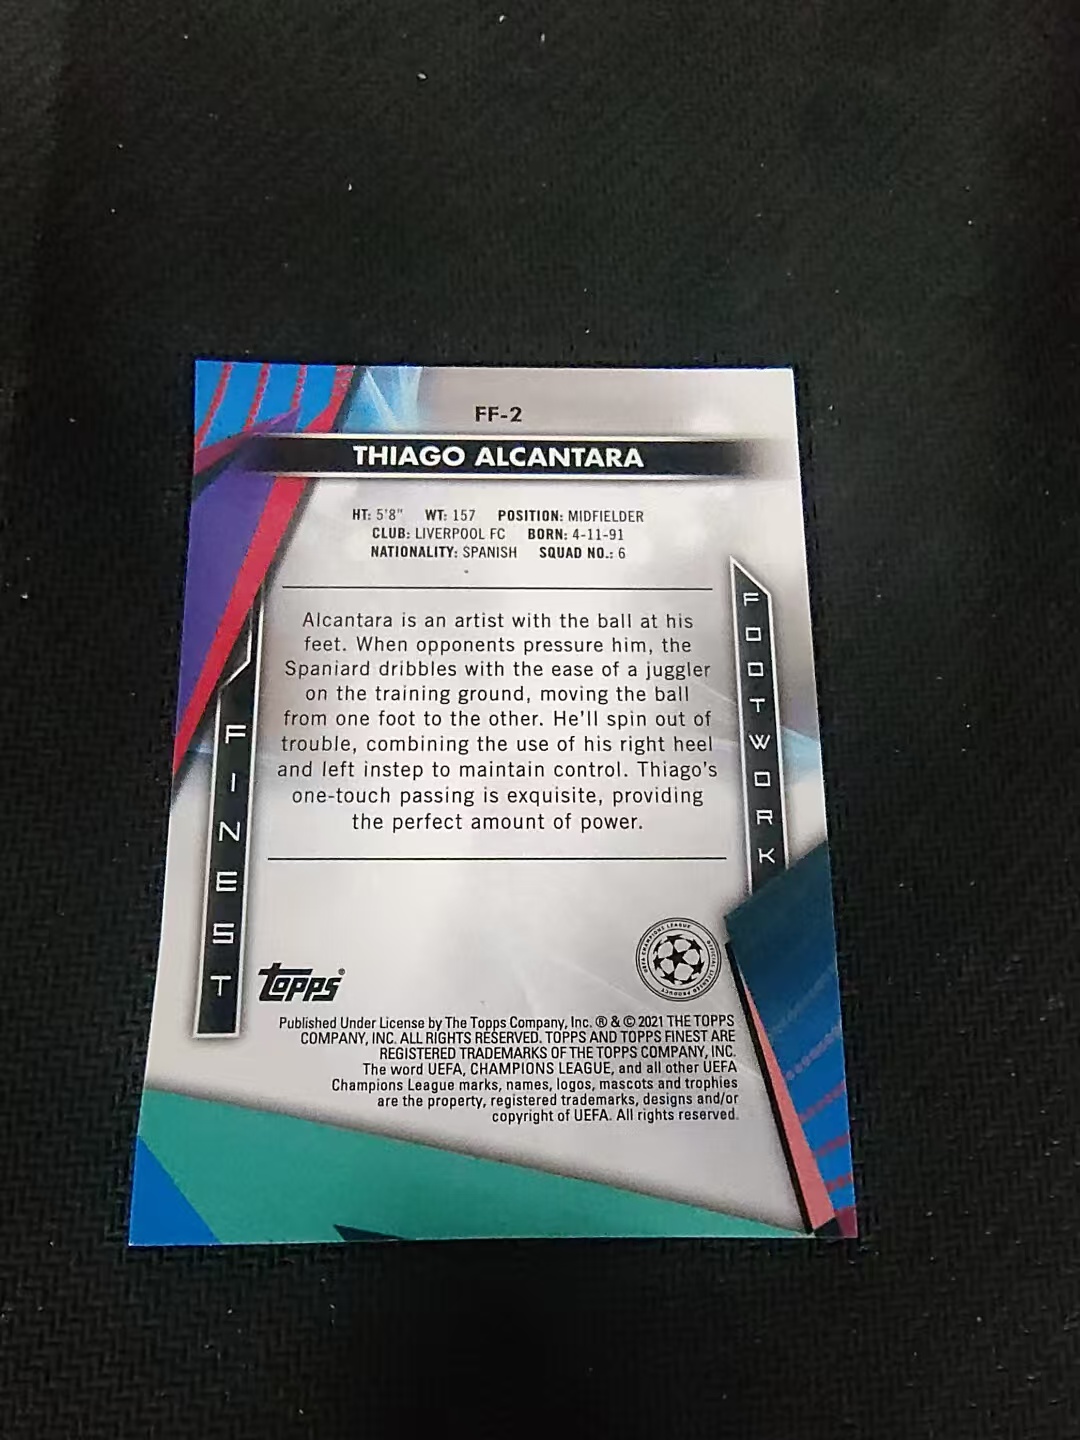 FF-2
THIAGO ALCANTARA
HT: 5'8" WT: 157 POSITION: MIDFIELDER
CLUB: LIVERPOOL FC BORN: 4-11-91
NATIONALITY: SPANISH SQUAD NO.: 6
Alcantara is an artist with the ball at his
feet. When opponents pressure him, the
Spaniard dribbles with the ease of a juggler
on the training ground, moving the ball
from one foot to the other. He'll spin out of
trouble, combining the use of his right heel
and left instep to maintain control. Thiago's
one-touch passing is exquisite, providing
the perfect amount of power.
FINEST
FOOTWORK
topps®
UEFA CHAMPIONS LEAGUE OFFICIAL LICENSED PRODUCT
Published Under License by The Topps Company, Inc. ® & © 2021 THE TOPPS
COMPANY, INC. ALL RIGHTS RESERVED. TOPPS AND TOPPS FINEST ARE
REGISTERED TRADEMARKS OF THE TOPPS COMPANY, INC.
The word UEFA, CHAMPIONS LEAGUE, and all other UEFA
Champions League marks, names, logos, mascots and trophies
are the property, registered trademarks, designs and/or
copyright of UEFA. All rights reserved.